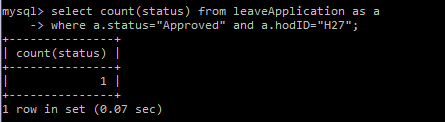 mysql> select count(status) from leaveApplication as a
    -> where a.status="Approved" and a.hodID="H27";
+---------------+
| count(status) |
+---------------+
|             1 |
+---------------+
1 row in set (0.07 sec)